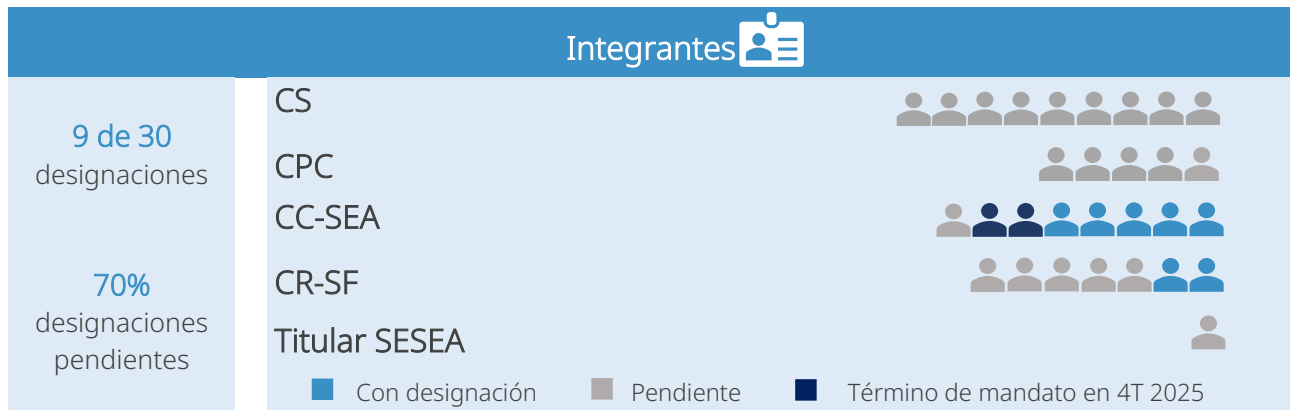 Integrantes
9 de 30
designaciones
70%
designaciones
pendientes
CS
CPC
CC-SEA
CR-SF
Titular SESEA
Con designación
Pendiente
Término de mandato en 4T 2025